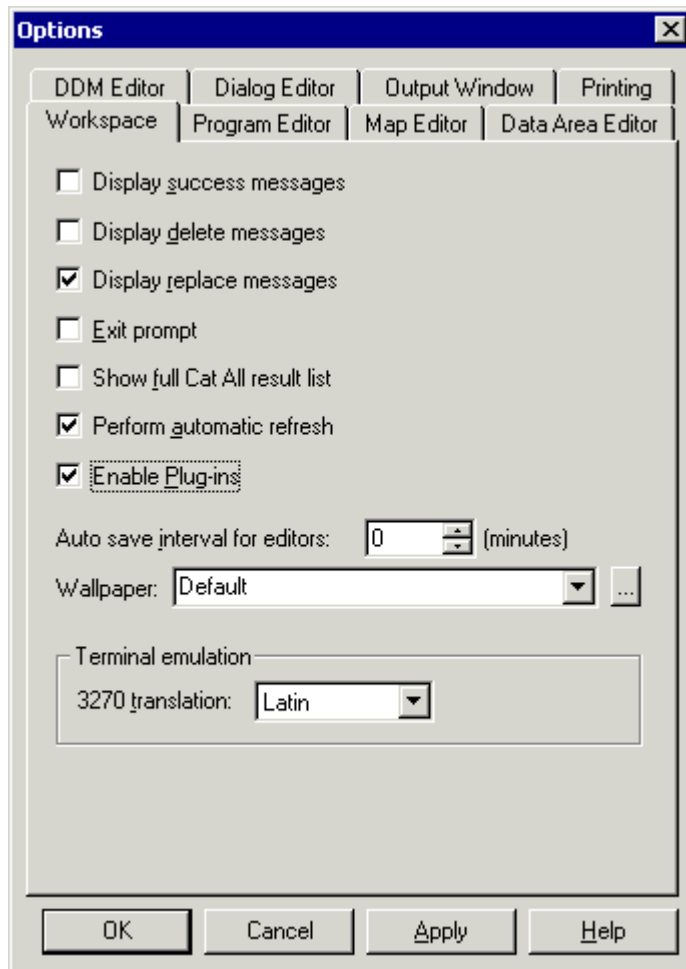 Options
DDM Editor Dialog Editor Output Window Printing
Workspace Program Editor Map Editor Data Area Editor
Display success messages
Display delete messages
Display replace messages
Exit prompt
Show full Cat All result list
Perform automatic refresh
Enable Plug-ins
Auto save interval for editors: 0 (minutes)
Wallpaper: Default ...
Terminal emulation
3270 translation: Latin
OK Cancel Apply Help